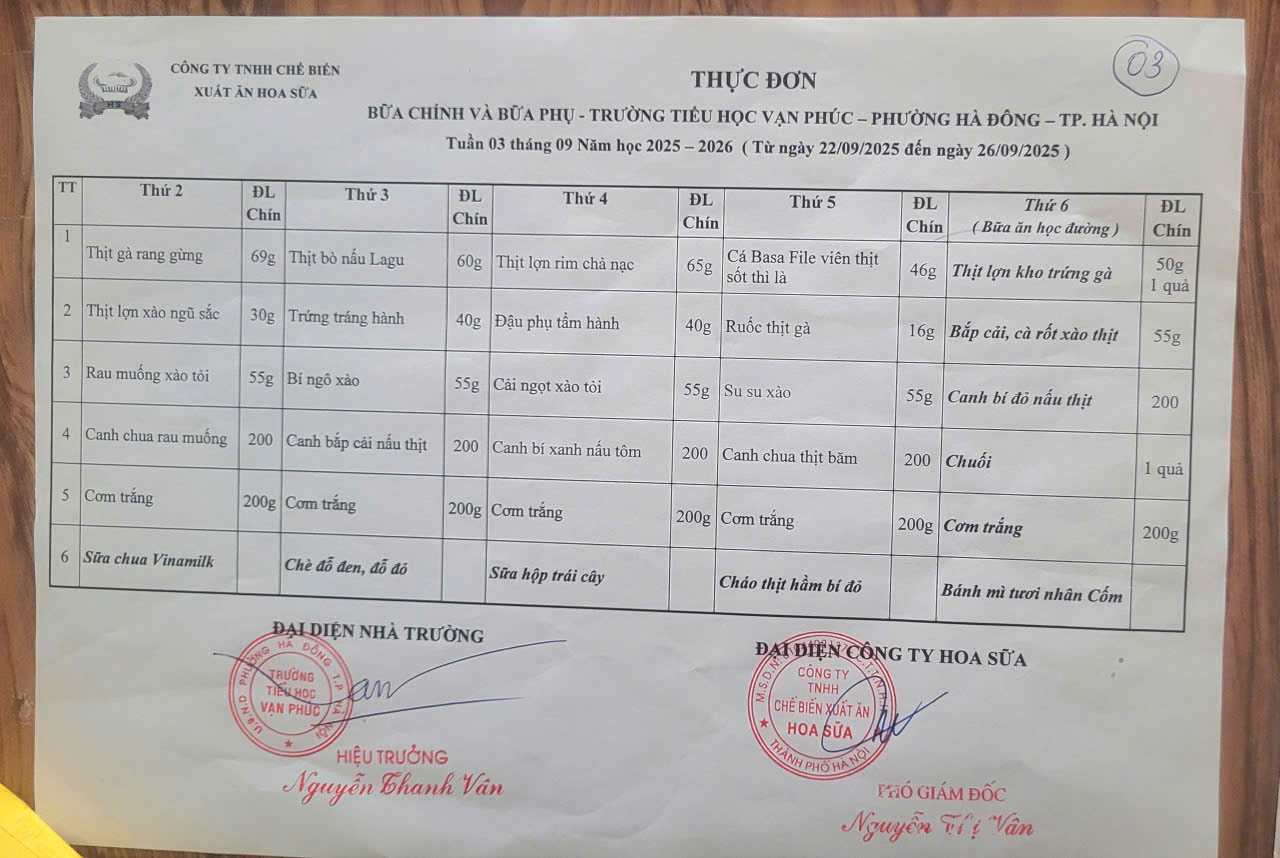 CÔNG TY TNHH CHẾ BIẾN
XUẤT ĂN HOA SỮA
HS
03
THỰC ĐƠN
BỮA CHÍNH VÀ BỮA PHỤ - TRƯỜNG TIỂU HỌC VẠN PHÚC – PHƯỜNG HÀ ĐÔNG – TP. HÀ NỘI
Tuần 03 tháng 09 Năm học 2025 – 2026 ( Từ ngày 22/09/2025 đến ngày 26/09/2025 )
TT Thứ 2 ĐL Chín Thứ 3 ĐL Chín Thứ 4 ĐL Chín Thứ 5 ĐL Chín Thứ 6 ( Bữa ăn học đường ) ĐL Chín
1 Thịt gà rang gừng 69g Thịt bò nấu Lagu 60g Thịt lợn rim chả nạc 65g Cá Basa File viên thịt sốt thì là 46g Thịt lợn kho trứng gà 50g 1 quả
2 Thịt lợn xào ngũ sắc 30g Trứng tráng hành 40g Đậu phụ tẩm hành 40g Ruốc thịt gà 16g Bắp cải, cà rốt xào thịt 55g
3 Rau muống xào tỏi 55g Bí ngô xào 55g Cải ngọt xào tỏi 55g Su su xào 55g Canh bí đỏ nấu thịt 200
4 Canh chua rau muống 200 Canh bắp cải nấu thịt 200 Canh bí xanh nấu tôm 200 Canh chua thịt băm 200 Chuối 1 quả
5 Cơm trắng 200g Cơm trắng 200g Cơm trắng 200g Cơm trắng 200g Cơm trắng 200g
6 Sữa chua Vinamilk Chè đỗ đen, đỗ đỏ Sữa hộp trái cây Cháo thịt hầm bí đỏ Bánh mì tươi nhân Cốm
ĐẠI DIỆN NHÀ TRƯỜNG
U.B.N.D PHƯỜNG HÀ ĐÔNG T.P HÀ NỘI
TRƯỜNG
TIỂU HỌC
VẠN PHÚC
HIỆU TRƯỞNG
Nguyễn Thanh Vân
ĐẠI DIỆN CÔNG TY HOA SỮA
M.S.D.N:
CÔNG TY
TNHH
CHẾ BIẾN XUẤT ĂN
HOA SỮA
THÀNH PHỐ HÀ NỘI
PHÓ GIÁM ĐỐC
Nguyễn Thị Vân